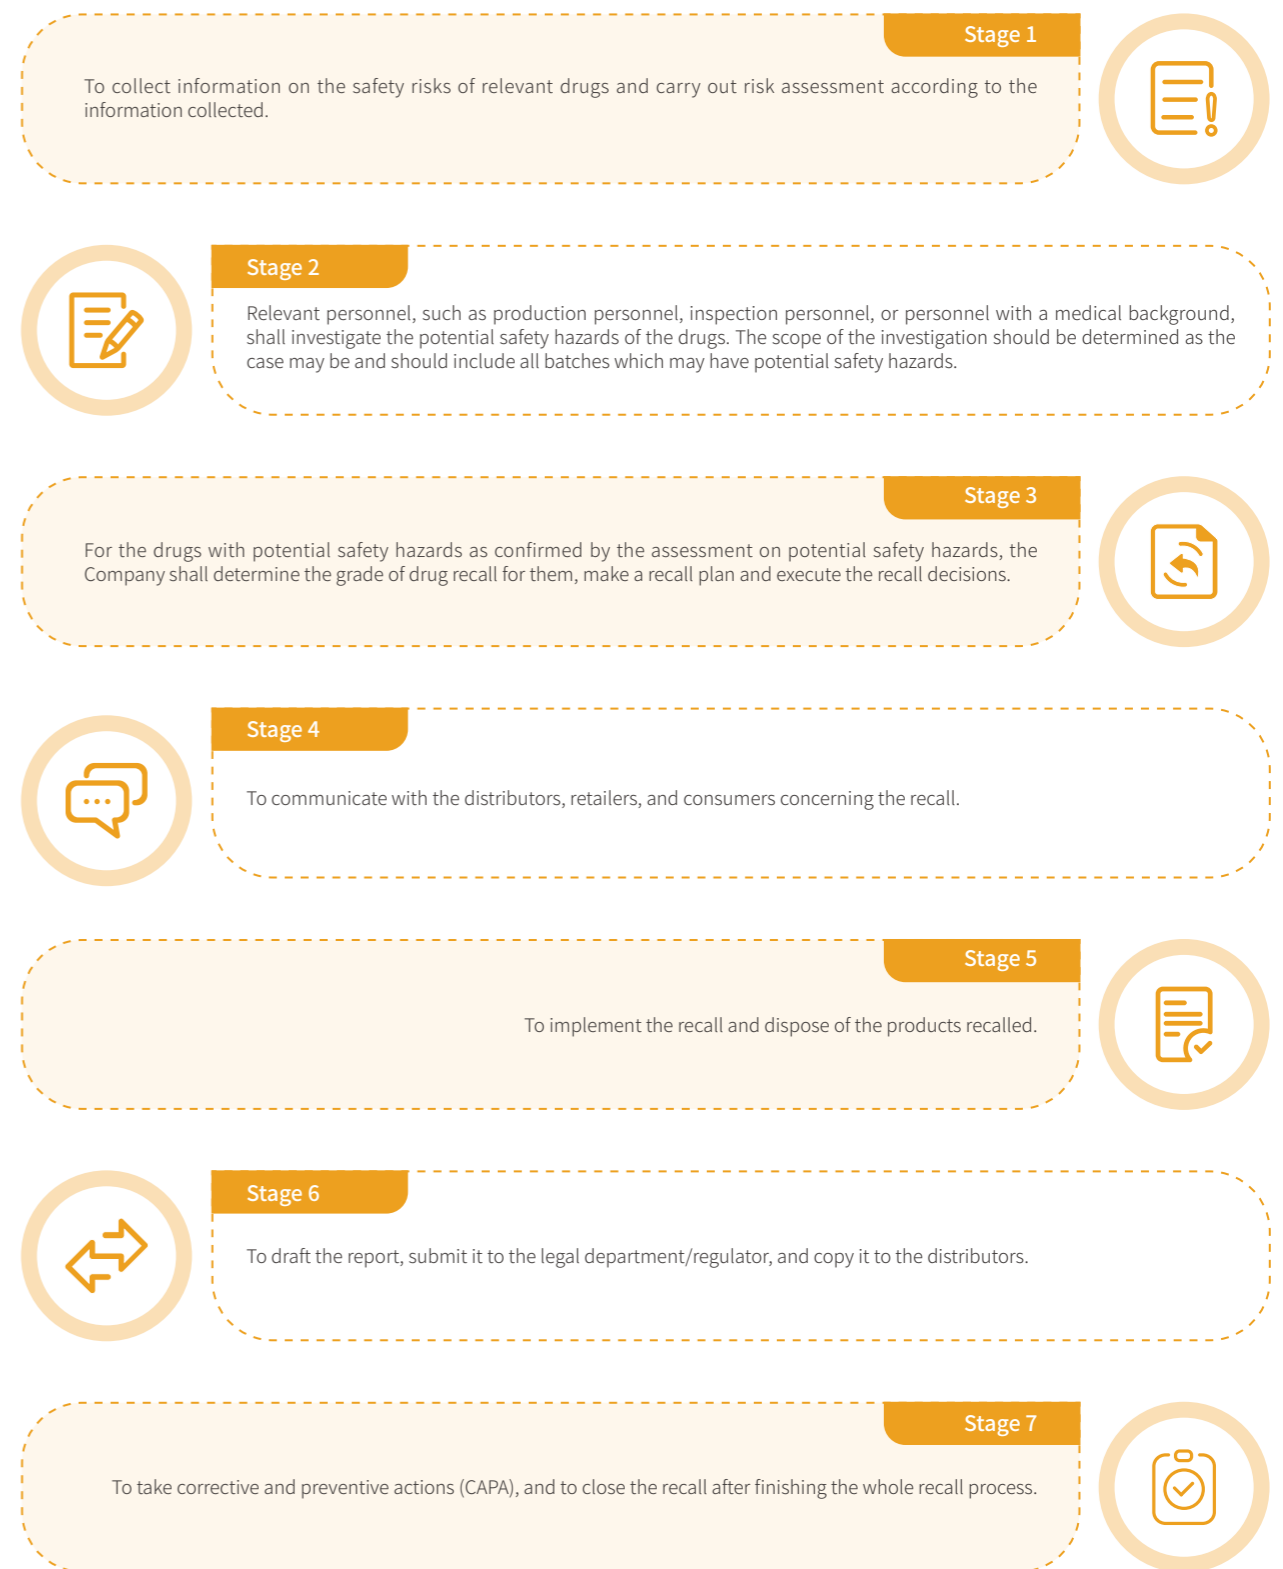 Stage 1
To collect information on the safety risks of relevant drugs and carry out risk assessment according to the
information collected.
Stage 2
Relevant personnel, such as production personnel, inspection personnel, or personnel with a medical background,
shall investigate the potential safety hazards of the drugs. The scope of the investigation should be determined as the
case may be and should include all batches which may have potential safety hazards.
Stage 3
For the drugs with potential safety hazards as confirmed by the assessment on potential safety hazards, the
Company shall determine the grade of drug recall for them, make a recall plan and execute the recall decisions.
Stage 4
To communicate with the distributors, retailers, and consumers concerning the recall.
Stage 5
To implement the recall and dispose of the products recalled.
Stage 6
To draft the report, submit it to the legal department/regulator, and copy it to the distributors.
Stage 7
To take corrective and preventive actions (CAPA), and to close the recall after finishing the whole recall process.